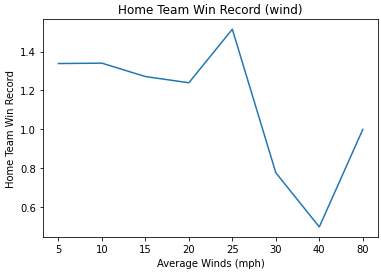 Home Team Win Record (wind)
1.4
1.2
1.0
0.8
0.6
Home Team Win Record
5 10 15 20 25 30 40 80
Average Winds (mph)